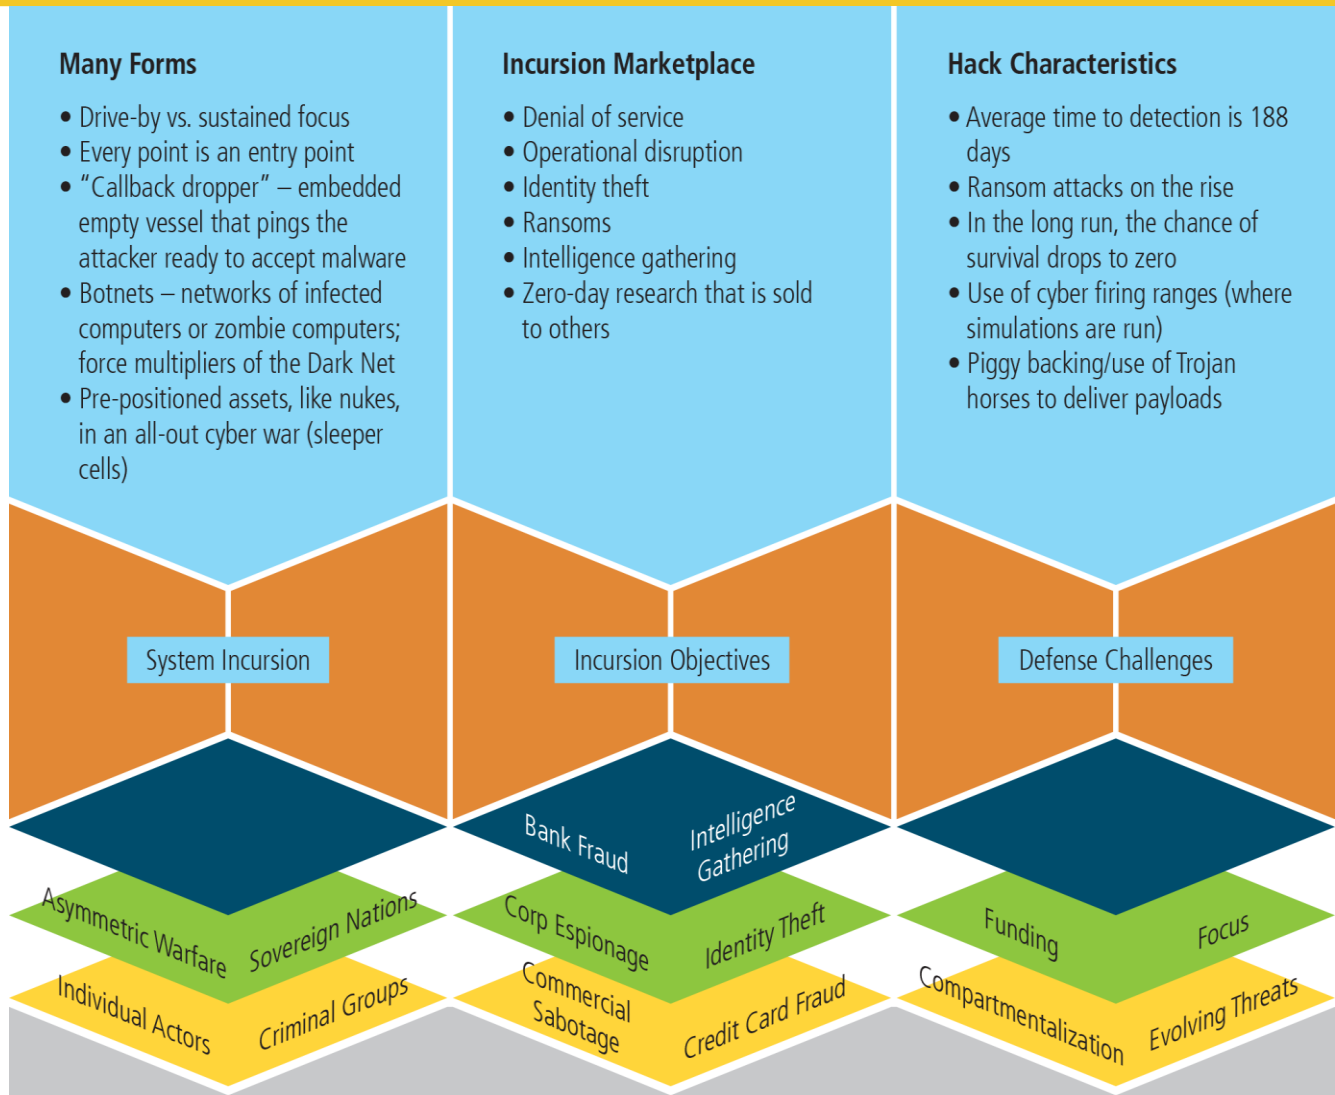 Many Forms
• Drive-by vs. sustained focus
• Every point is an entry point
• “Callback dropper” – embedded
empty vessel that pings the
attacker ready to accept malware
• Botnets – networks of infected
computers or zombie computers;
force multipliers of the Dark Net
• Pre-positioned assets, like nukes,
in an all-out cyber war (sleeper
cells)
Incursion Marketplace
• Denial of service
• Operational disruption
• Identity theft
• Ransoms
• Intelligence gathering
• Zero-day research that is sold
to others
Hack Characteristics
• Average time to detection is 188
days
• Ransom attacks on the rise
• In the long run, the chance of
survival drops to zero
• Use of cyber firing ranges (where
simulations are run)
• Piggy backing/use of Trojan
horses to deliver payloads
System Incursion
Incursion Objectives
Defense Challenges
Asymmetric Warfare
Sovereign Nations
Individual Actors
Criminal Groups
Bank Fraud
Intelligence
Gathering
Corp Espionage
Identity Theft
Commercial
Sabotage
Credit Card Fraud
Funding
Focus
Compartmentalization
Evolving Threats